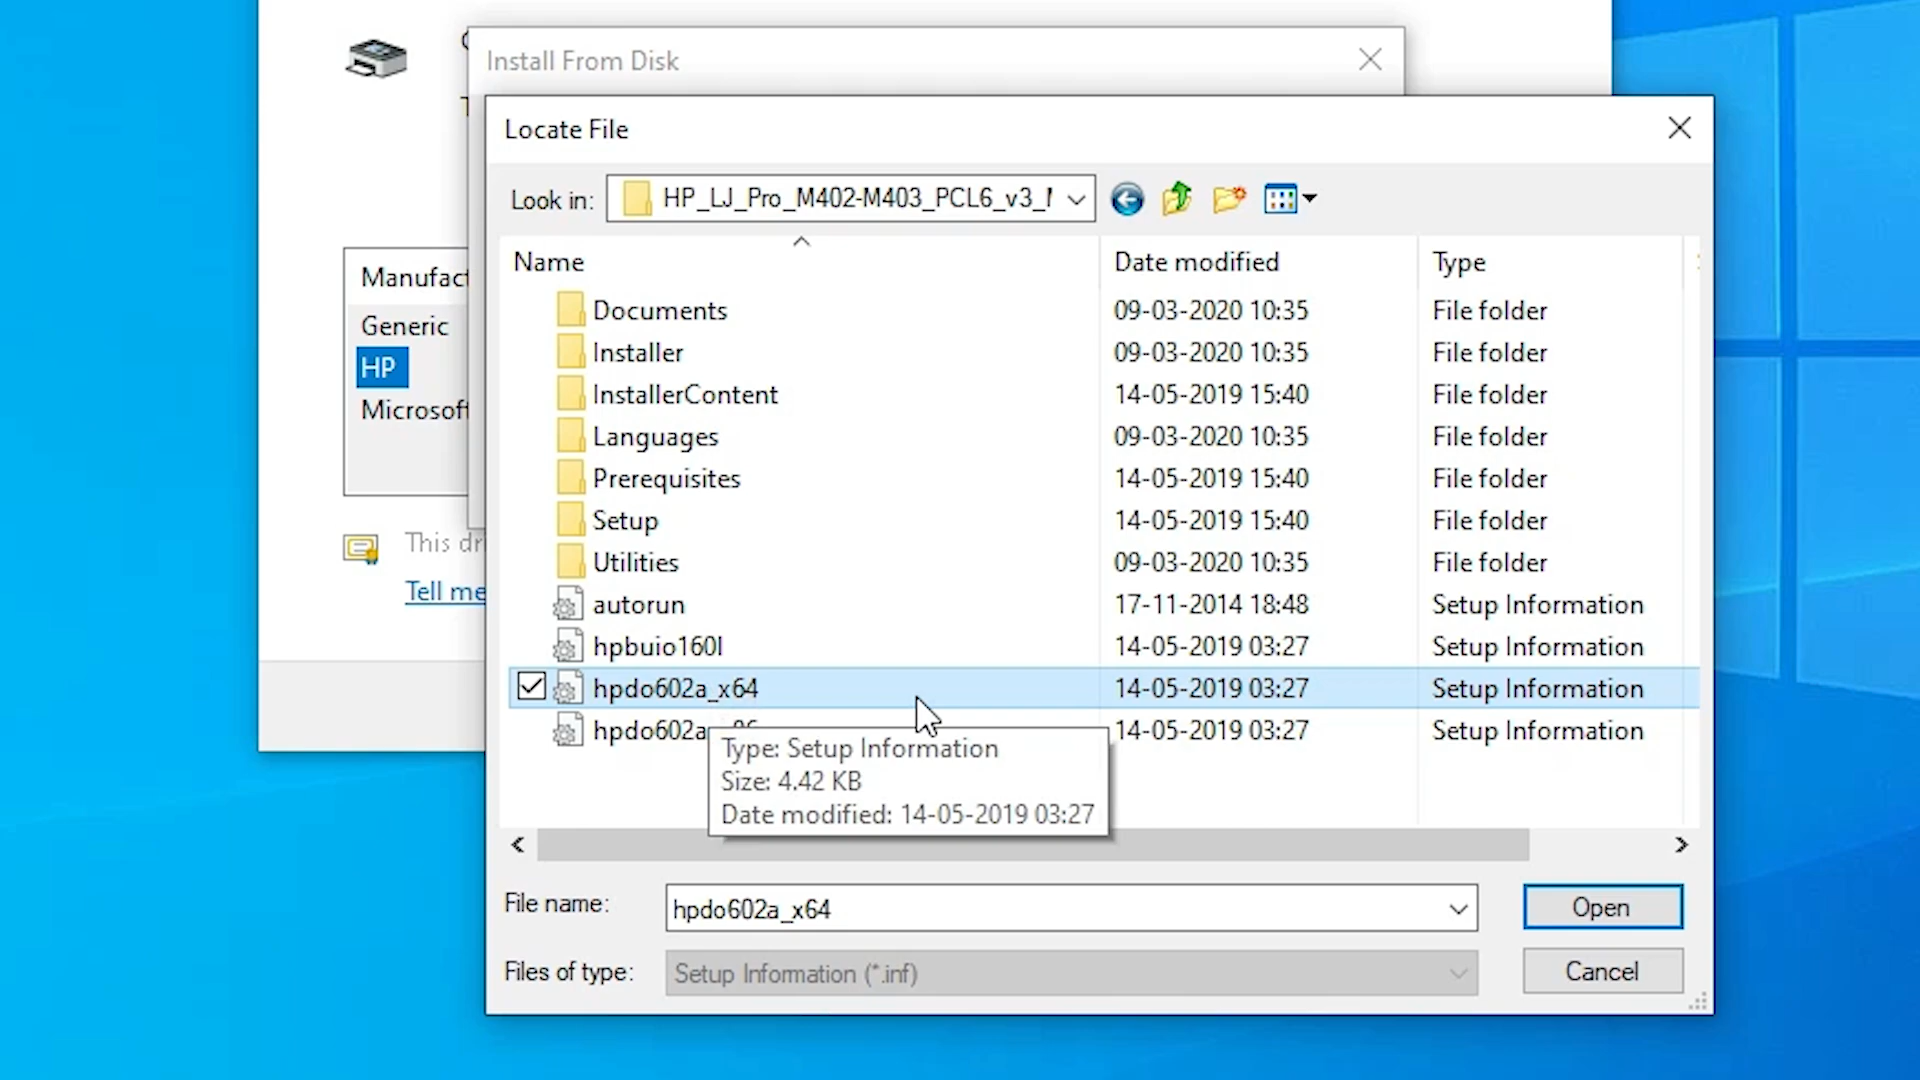 Install From Disk
Locate File
Look in: HP_LJ_Pro_M402-M403_PCL6_v3_
Name Date modified Type
Documents 09-03-2020 10:35 File folder
Installer 09-03-2020 10:35 File folder
InstallerContent 14-05-2019 15:40 File folder
Languages 09-03-2020 10:35 File folder
Prerequisites 14-05-2019 15:40 File folder
Setup 14-05-2019 15:40 File folder
Utilities 09-03-2020 10:35 File folder
autorun 17-11-2014 18:48 Setup Information
hpbuio160l 14-05-2019 03:27 Setup Information
hpdo602a_x64 14-05-2019 03:27 Setup Information
hpdo602a 14-05-2019 03:27 Setup Information
Type: Setup Information
Size: 4.42 KB
Date modified: 14-05-2019 03:27
File name: hpdo602a_x64 Open
Files of type: Setup Information (*.inf) Cancel
Manufact
Generic
HP
Microsoft
This dri
Tell me